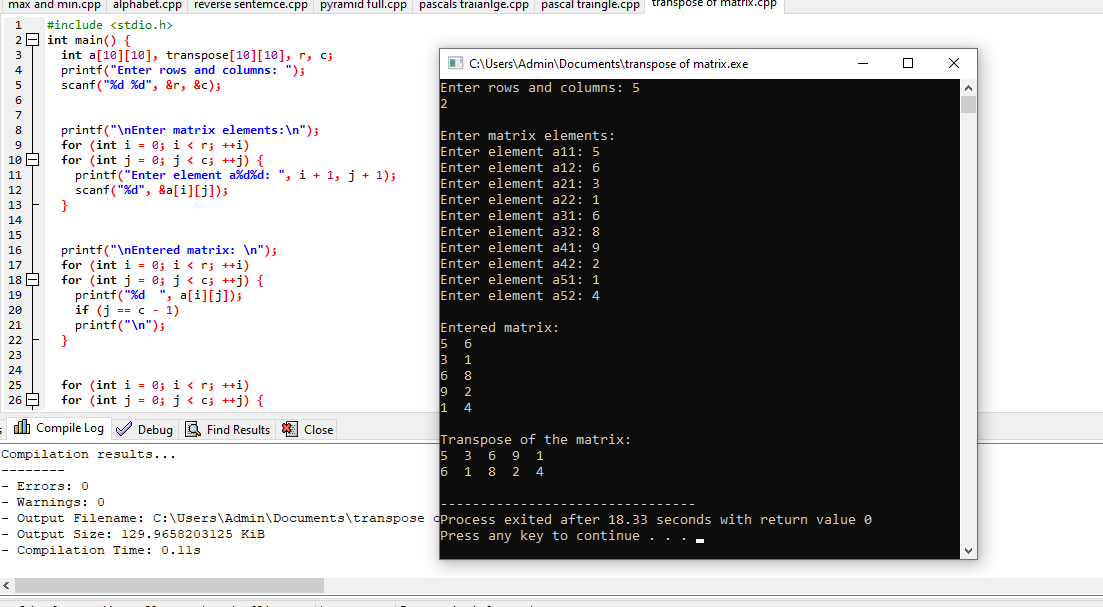 max and min.cpp alphabet.cpp reverse sentemce.cpp pyramid full.cpp pascals traianlge.cpp pascal traingle.cpp transpose of matrix.cpp
1 #include <stdio.h>
2 int main() {
3 int a[10][10], transpose[10][10], r, c;
4 printf("Enter rows and columns: ");
5 scanf("%d %d", &r, &c);
6
7
8 printf("\nEnter matrix elements:\n");
9 for (int i = 0; i < r; ++i)
10 for (int j = 0; j < c; ++j) {
11 printf("Enter element a%d%d: ", i + 1, j + 1);
12 scanf("%d", &a[i][j]);
13 }
14
15
16 printf("\nEntered matrix: \n");
17 for (int i = 0; i < r; ++i)
18 for (int j = 0; j < c; ++j) {
19 printf("%d  ", a[i][j]);
20 if (j == c - 1)
21 printf("\n");
22 }
23
24
25 for (int i = 0; i < r; ++i)
26 for (int j = 0; j < c; ++j) {
C:\Users\Admin\Documents\transpose of matrix.exe
Enter rows and columns: 5
2
Enter matrix elements:
Enter element a11: 5
Enter element a12: 6
Enter element a21: 3
Enter element a22: 1
Enter element a31: 6
Enter element a32: 8
Enter element a41: 9
Enter element a42: 2
Enter element a51: 1
Enter element a52: 4
Entered matrix:
5  6
3  1
6  8
9  2
1  4
Transpose of the matrix:
5  3  6  9  1
6  1  8  2  4
--------------------------------
Process exited after 18.33 seconds with return value 0
Press any key to continue . . .
Compile Log Debug Find Results Close
Compilation results...
--------
- Errors: 0
- Warnings: 0
- Output Filename: C:\Users\Admin\Documents\transpose
- Output Size: 129.9658203125 KiB
- Compilation Time: 0.11s